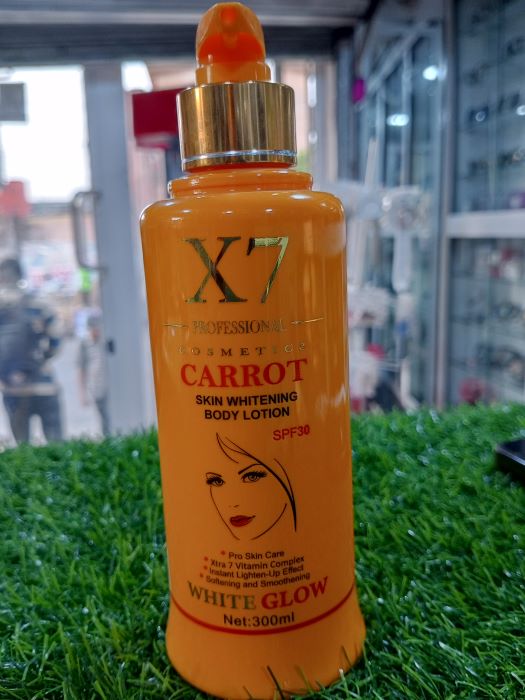 X7
PROFESSIONAL
COSMETICS
CARROT
SKIN WHITENING
BODY LOTION
SPF30
Pro Skin Care
Xtra 7 Vitamin Complex
Instant Lighten-Up Effect
Softening and Smoothening
WHITE GLOW
Net:300ml